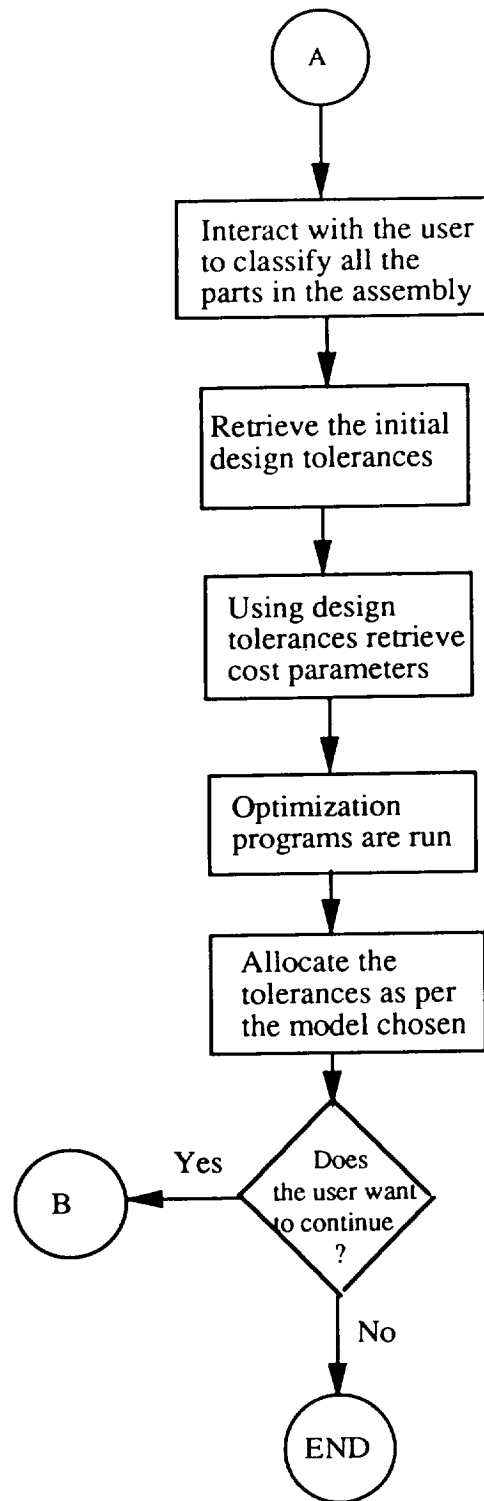 A
Interact with the user
to classify all the
parts in the assembly
Retrieve the initial
design tolerances
Using design
tolerances retrieve
cost parameters
Optimization
programs are run
Allocate the
tolerances as per
the model chosen
Does
the user want
to continue
?
Yes
B
No
END